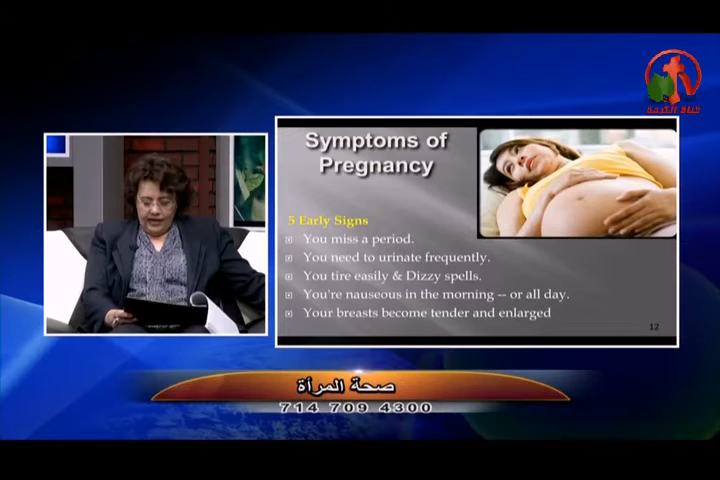 قناة الكرمة
Symptoms of
Pregnancy
5 Early Signs
You miss a period.
You need to urinate frequently.
You tire easily & Dizzy spells.
You're nauseous in the morning -- or all day.
Your breasts become tender and enlarged
12
صحة المرأة
714 709 4300